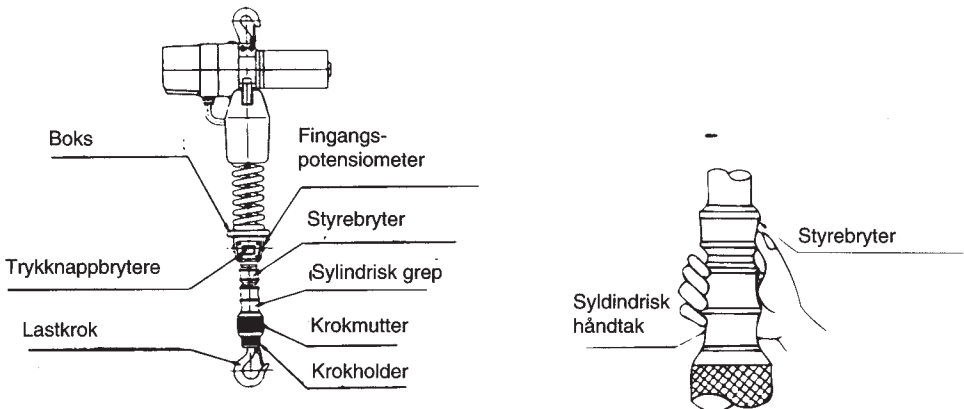 Boks
Fingangs-
potensiometer
Styrebryter
Trykknappbrytere
Sylindrisk grep
Lastkrok
Krokmutter
Krokholder
Styrebryter
Syldindrisk
håndtak